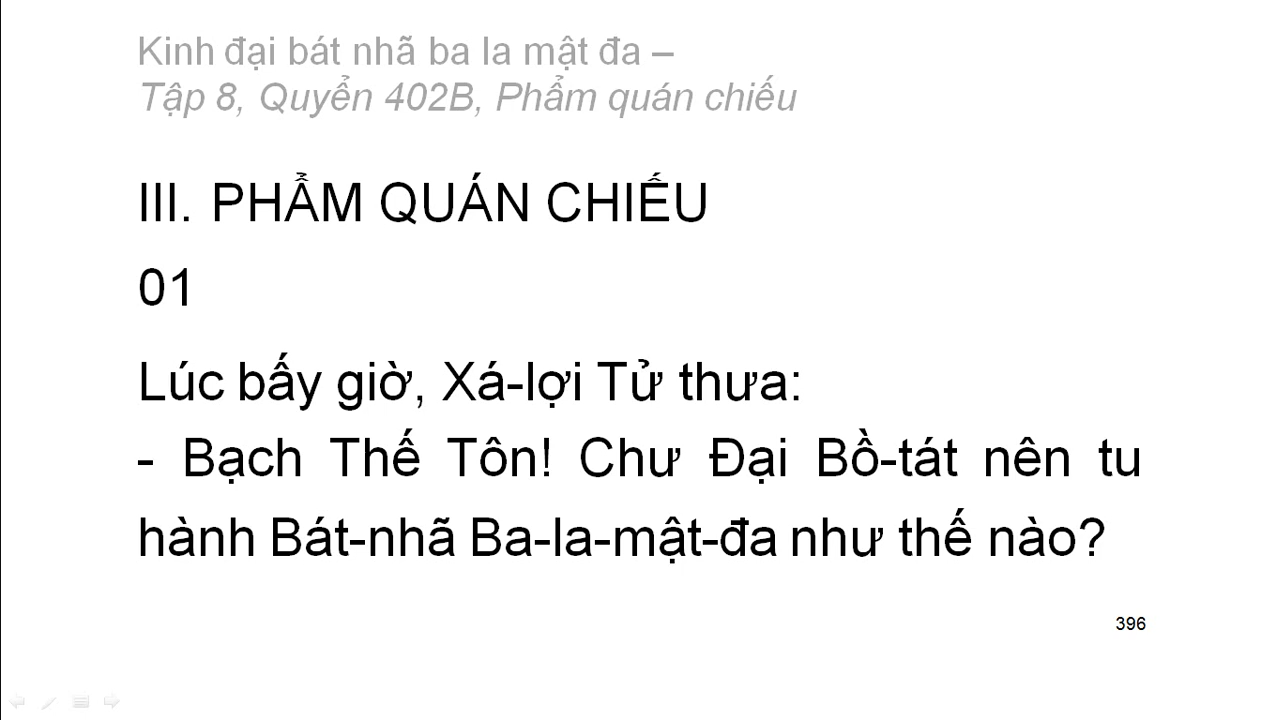 Kinh đại bát nhã ba la mật đa –
Tập 8, Quyển 402B, Phẩm quán chiếu
III. PHẨM QUÁN CHIẾU
01
Lúc bấy giờ, Xá-lợi Tử thưa:
- Bạch Thế Tôn! Chư Đại Bồ-tát nên tu
hành Bát-nhã Ba-la-mật-đa như thế nào?
396